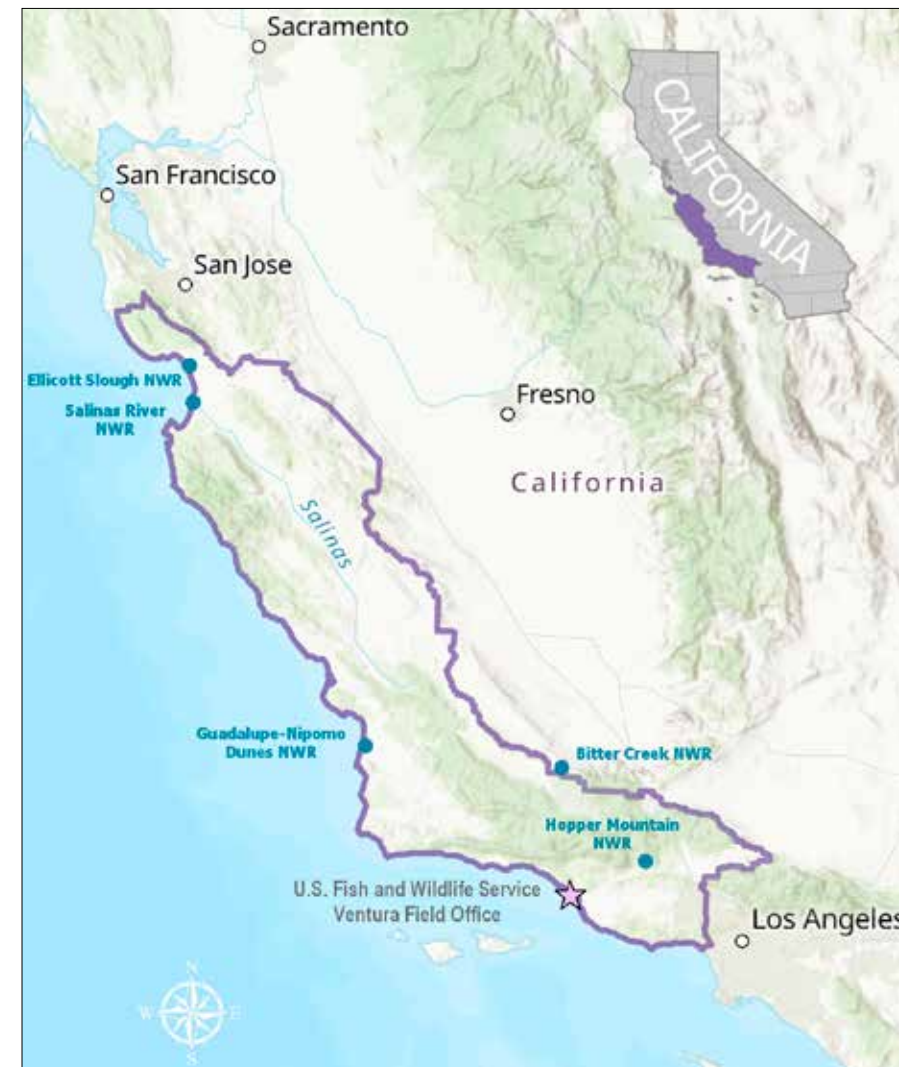 Sacramento
CALIFORNIA
San Francisco
San Jose
Ellicott Slough NWR
Salinas River
NWR
Fresno
California
Salinas
Guadalupe-Nipomo
Dunes NWR
Bitter Creek NWR
Hopper Mountain
NWR
U.S. Fish and Wildlife Service
Ventura Field Office
Los Angeles
N
W
E
S